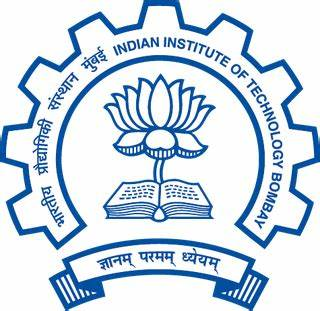 भारतीय प्रौद्योगिकी संस्थान मुंबई
INDIAN INSTITUTE OF TECHNOLOGY BOMBAY
ज्ञानम् परमम् ध्येयम्